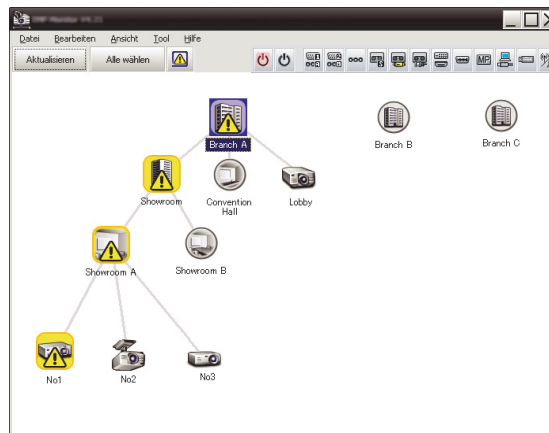 Datei Bearbeiten Ansicht Tool Hilfe
Aktualisieren Alle wählen
MP
Branch A
Branch B
Branch C
Showroom
Convention
Hall
Lobby
Showroom A
Showroom B
No1
No2
No3